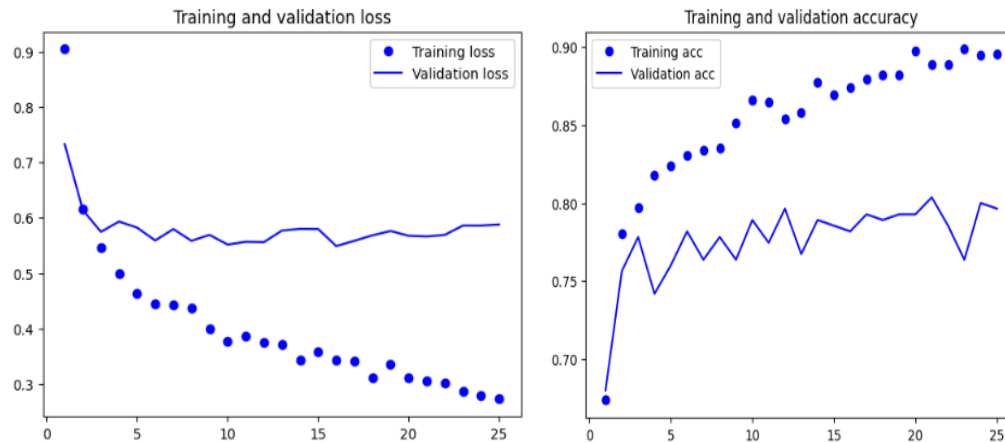 Training and validation loss
0.9
0.8
0.7
0.6
0.5
0.4
0.3
0 5 10 15 20 25
Training loss
Validation loss
Training and validation accuracy
0.90
0.85
0.80
0.75
0.70
0 5 10 15 20 25
Training acc
Validation acc